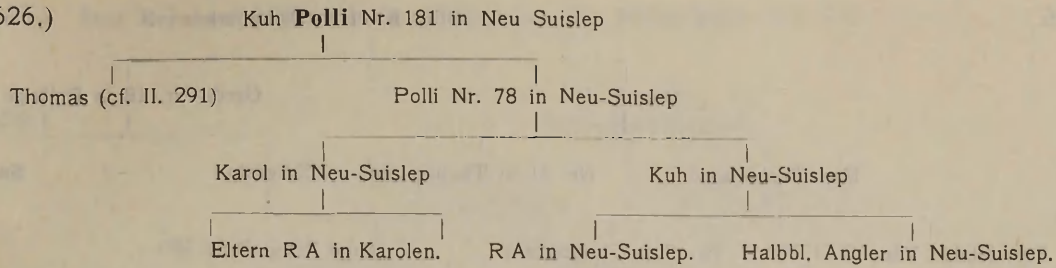 626.) Kuh Polli Nr. 181 in Neu Suislep
Thomas (cf. II. 291) Polli Nr. 78 in Neu-Suislep
Karol in Neu-Suislep Kuh in Neu-Suislep
Eltern R A in Karolen. R A in Neu-Suislep. Halbbl. Angler in Neu-Suislep.